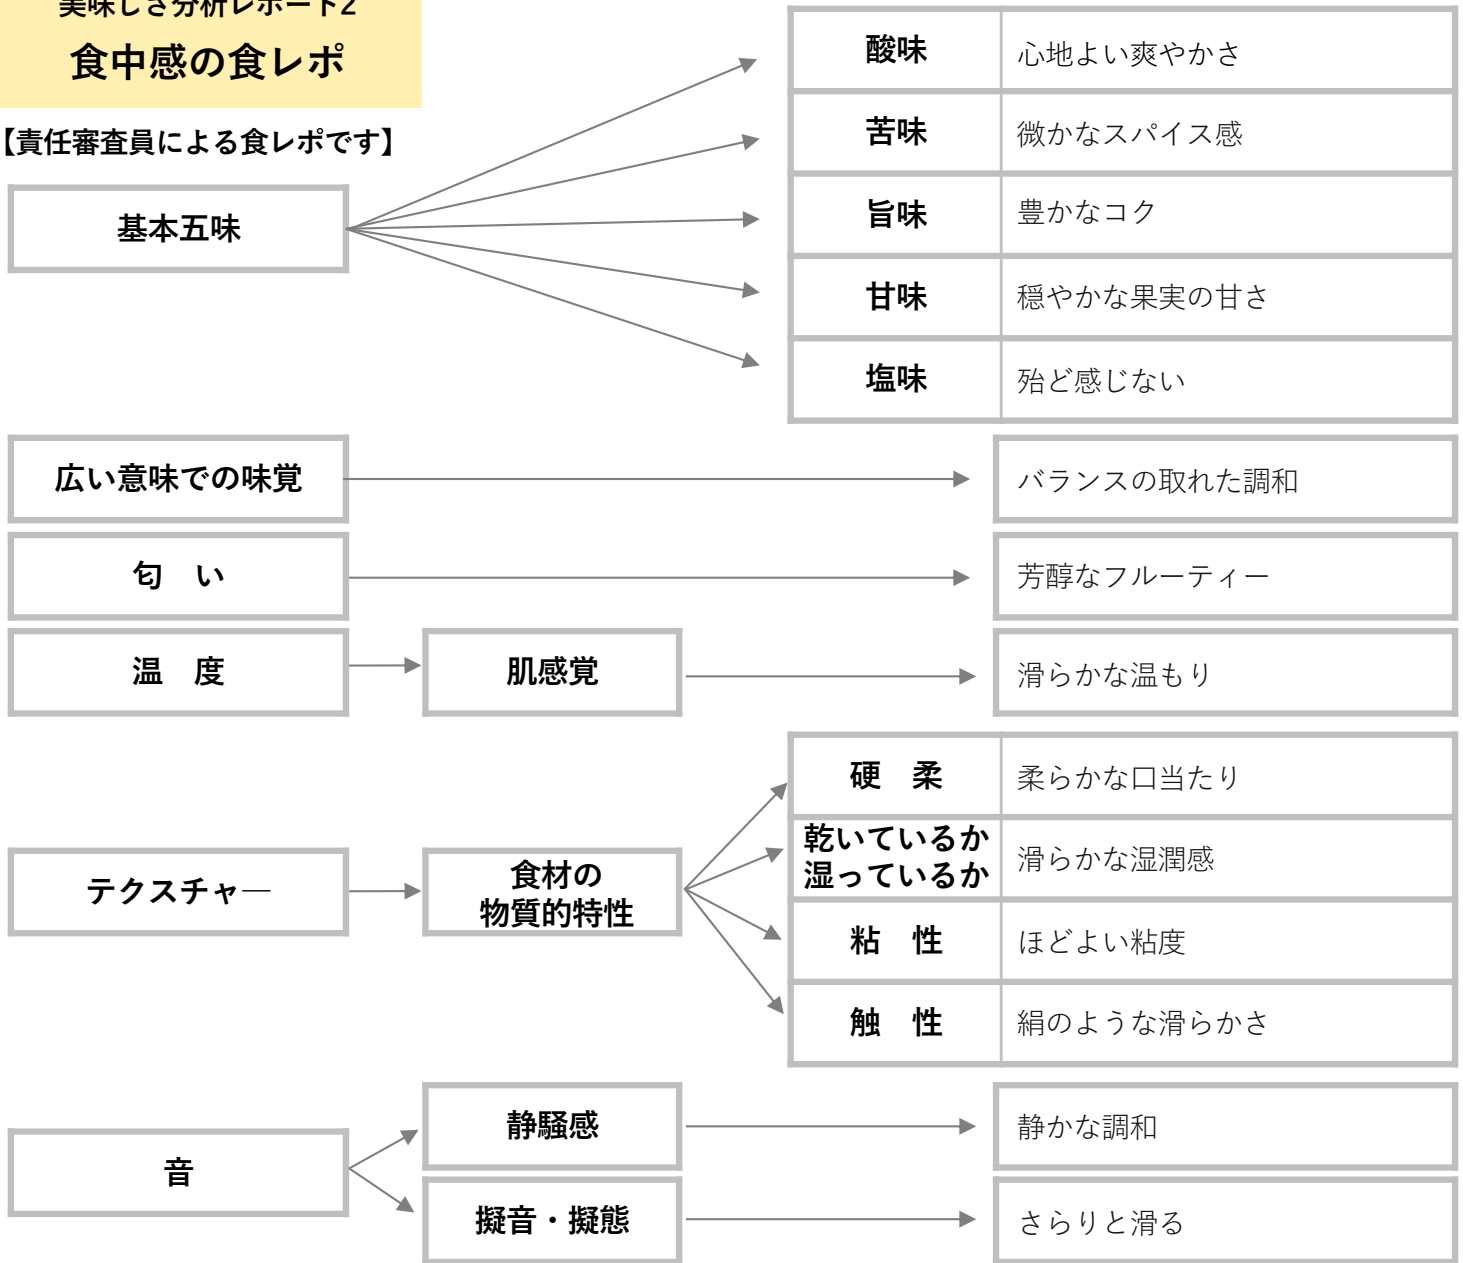 美味しさ分析レポート2
食中感の食レポ
【責任審査員による食レポです】
基本五味
酸味
心地よい爽やかさ
苦味
微かなスパイス感
旨味
豊かなコク
甘味
穏やかな果実の甘さ
塩味
殆ど感じない
広い意味での味覚
バランスの取れた調和
匂　い
芳醇なフルーティー
温　度
肌感覚
滑らかな温もり
テクスチャ―
食材の
物質的特性
硬　柔
柔らかな口当たり
乾いているか
湿っているか
滑らかな湿潤感
粘　性
ほどよい粘度
触　性
絹のような滑らかさ
音
静騒感
静かな調和
擬音・擬態
さらりと滑る